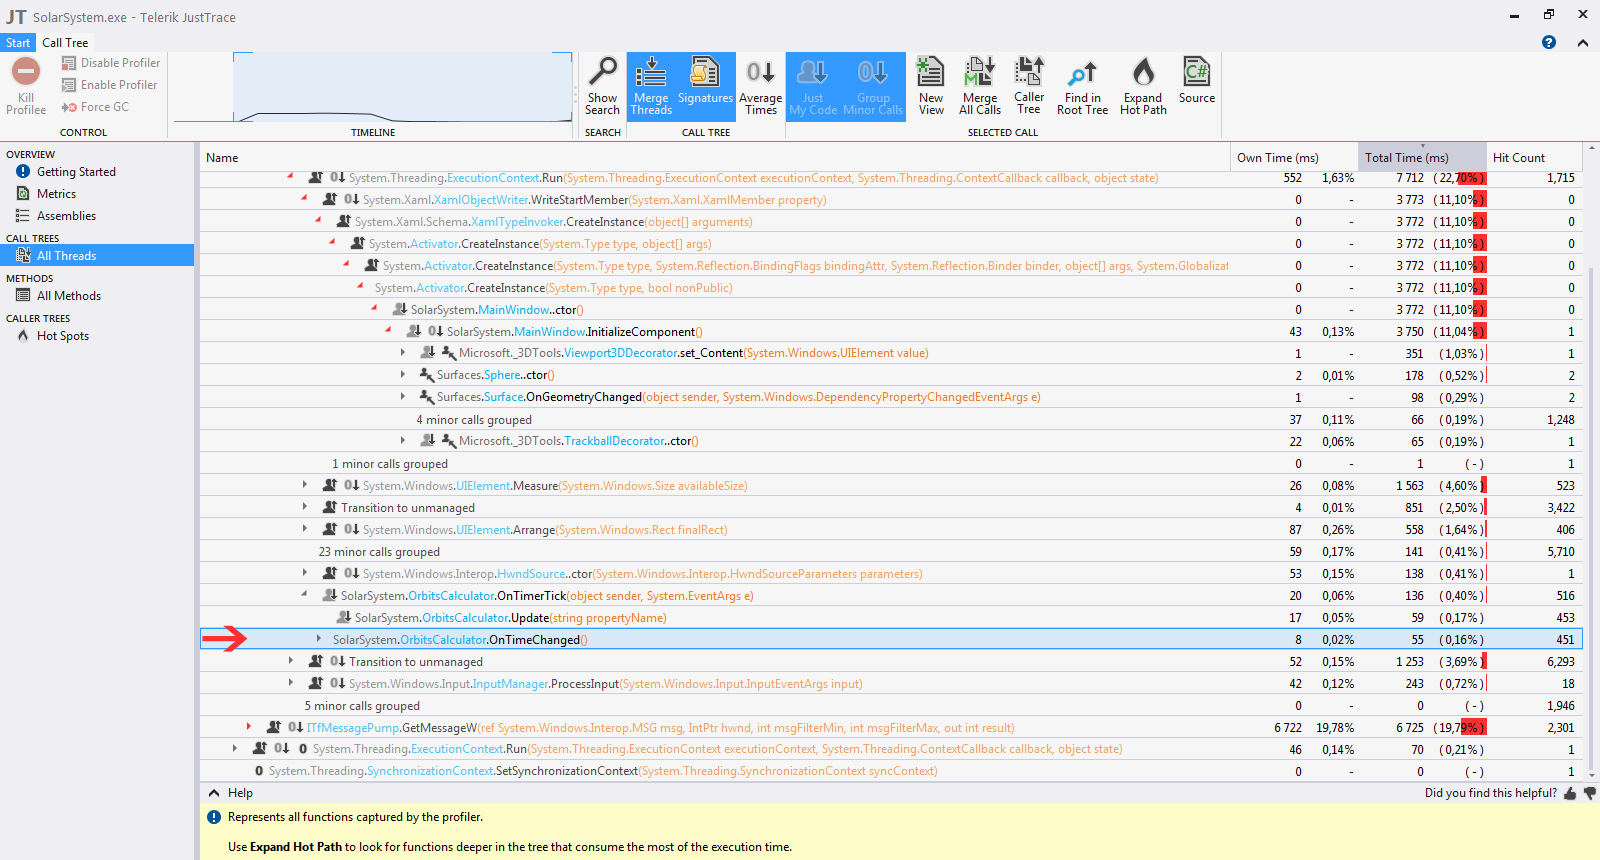 JT SolarSystem.exe - Telerik JustTrace
Start Call Tree
Kill Profilee
Disable Profiler
Enable Profiler
Force GC
CONTROL
TIMELINE
Show Search
SEARCH
Merge Threads
Signatures
Average Times
CALL TREE
Just My Code
Group Minor Calls
New View
Merge All Calls
Caller Tree
Find in Root Tree
Expand Hot Path
Source
SELECTED CALL
OVERVIEW
Getting Started
Metrics
Assemblies
CALL TREES
All Threads
METHODS
All Methods
CALLER TREES
Hot Spots
Name Own Time (ms) Total Time (ms) Hit Count
System.Threading.ExecutionContext.Run(System.Threading.ExecutionContext executionContext, System.Threading.ContextCallback callback, object state) 552 1,63% 7 712 (22,70%) 1,715
System.Xaml.XamlObjectWriter.WriteStartMember(System.Xaml.XamlMember property) 0 - 3 773 (11,10%) 0
System.Xaml.Schema.XamlTypeInvoker.CreateInstance(object[] arguments) 0 - 3 772 (11,10%) 0
System.Activator.CreateInstance(System.Type type, object[] args) 0 - 3 772 (11,10%) 0
System.Activator.CreateInstance(System.Type type, System.Reflection.BindingFlags bindingAttr, System.Reflection.Binder binder, object[] args, System.Globalizat 0 - 3 772 (11,10%) 0
System.Activator.CreateInstance(System.Type type, bool nonPublic) 0 - 3 772 (11,10%) 0
SolarSystem.MainWindow..ctor() 0 - 3 772 (11,10%) 0
SolarSystem.MainWindow.InitializeComponent() 43 0,13% 3 750 (11,04%) 1
Microsoft._3DTools.Viewport3DDecorator.set_Content(System.Windows.UIElement value) 1 - 351 (1,03%) 1
Surfaces.Sphere..ctor() 2 0,01% 178 (0,52%) 2
Surfaces.Surface.OnGeometryChanged(object sender, System.Windows.DependencyPropertyChangedEventArgs e) 1 - 98 (0,29%) 2
4 minor calls grouped 37 0,11% 66 (0,19%) 1,248
Microsoft._3DTools.TrackballDecorator..ctor() 22 0,06% 65 (0,19%) 1
1 minor calls grouped 0 - 1 (-) 1
System.Windows.UIElement.Measure(System.Windows.Size availableSize) 26 0,08% 1 563 (4,60%) 523
Transition to unmanaged 4 0,01% 851 (2,50%) 3,422
System.Windows.UIElement.Arrange(System.Windows.Rect finalRect) 87 0,26% 558 (1,64%) 406
23 minor calls grouped 59 0,17% 141 (0,41%) 5,710
System.Windows.Interop.HwndSource..ctor(System.Windows.Interop.HwndSourceParameters parameters) 53 0,15% 138 (0,41%) 1
SolarSystem.OrbitsCalculator.OnTimerTick(object sender, System.EventArgs e) 20 0,06% 136 (0,40%) 516
SolarSystem.OrbitsCalculator.Update(string propertyName) 17 0,05% 59 (0,17%) 453
SolarSystem.OrbitsCalculator.OnTimeChanged() 8 0,02% 55 (0,16%) 451
Transition to unmanaged 52 0,15% 1 253 (3,69%) 6,293
System.Windows.Input.InputManager.ProcessInput(System.Windows.Input.InputEventArgs input) 42 0,12% 243 (0,72%) 18
5 minor calls grouped 0 - 0 (-) 1,946
ITfMessagePump.GetMessageW(ref System.Windows.Interop.MSG msg, IntPtr hwnd, int msgFilterMin, int msgFilterMax, out int result) 6 722 19,78% 6 725 (19,79%) 2,301
System.Threading.ExecutionContext.Run(System.Threading.ExecutionContext executionContext, System.Threading.ContextCallback callback, object state) 46 0,14% 70 (0,21%) 1
System.Threading.SynchronizationContext.SetSynchronizationContext(System.Threading.SynchronizationContext syncContext) 0 - 0 (-) 1
Help Did you find this helpful?
Represents all functions captured by the profiler.
Use Expand Hot Path to look for functions deeper in the tree that consume the most of the execution time.